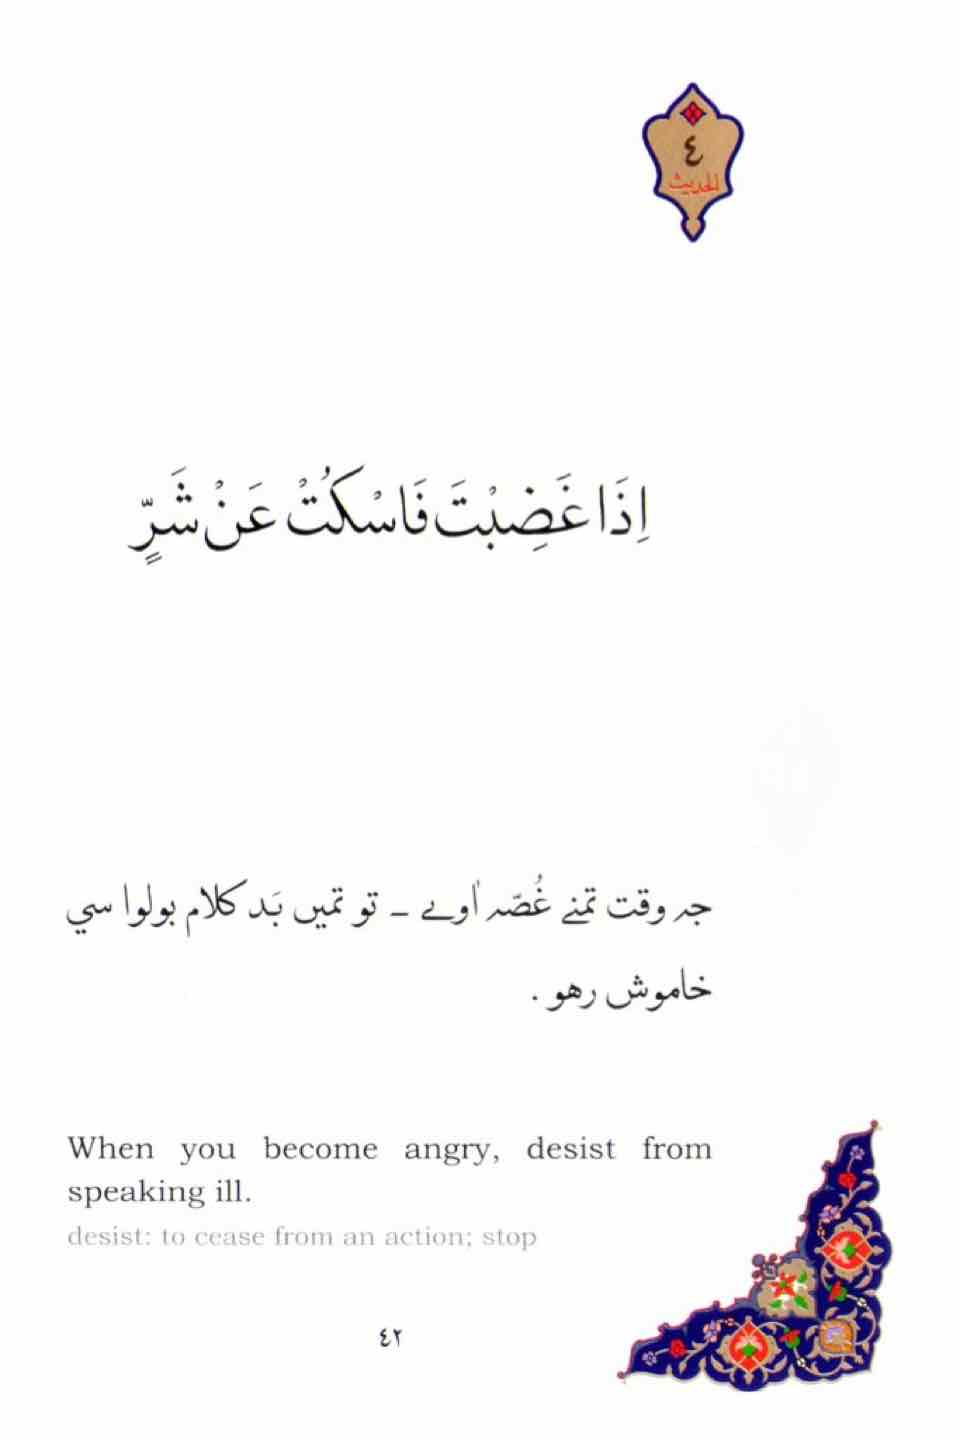 ٤
الحديث
اِذَا غَضِبْتَ فَاسْكُتْ عَنْ شَرٍّ
جہ وقت تمنے غُصّہ اٰوے ۔ تو تمیں بَد کلام بولوا سي
خاموش رهو .
When you become angry, desist from
speaking ill.
desist: to cease from an action; stop
٤٢